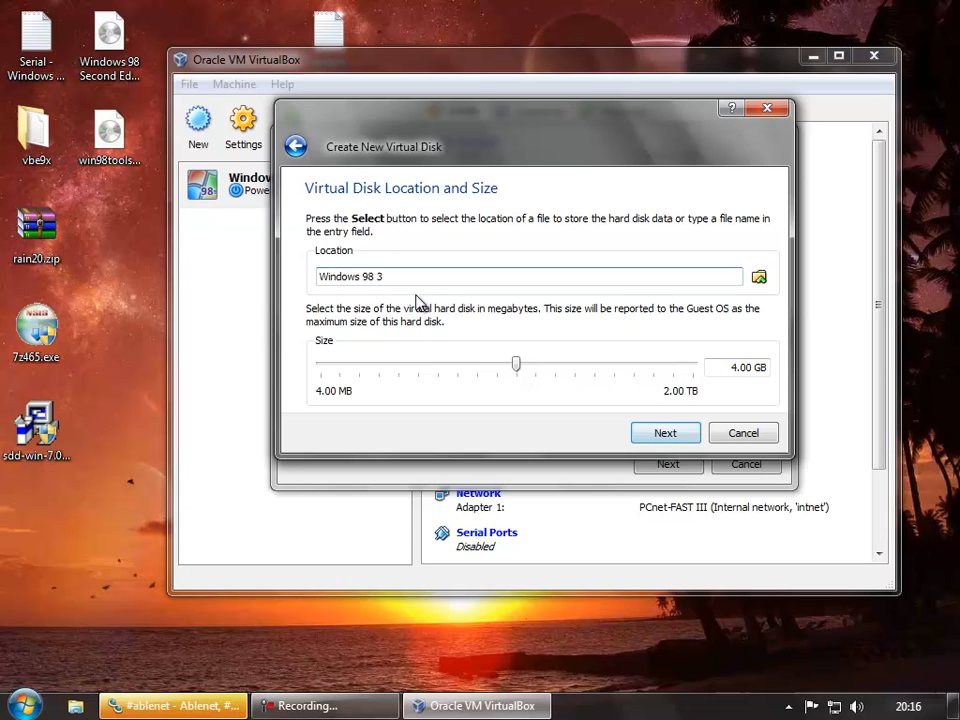 Serial -
Windows ...
Windows 98
Second Ed...
vbe9x
win98tools...
rain20.zip
7z465.exe
sdd-win-7.0...
Oracle VM VirtualBox
File
Machine
Help
New
Settings
Windo
Powe
Create New Virtual Disk
Virtual Disk Location and Size
Press the Select button to select the location of a file to store the hard disk data or type a file name in
the entry field.
Location
Windows 98 3
Select the size of the virtual hard disk in megabytes. This size will be reported to the Guest OS as the
maximum size of this hard disk.
Size
4.00 GB
4.00 MB
2.00 TB
Next
Cancel
Next
Cancel
Network
Adapter 1:
PCnet-FAST III (Internal network, 'intnet')
Serial Ports
Disabled
#ablenet - Ablenet, #...
Recording...
Oracle VM VirtualBox
20:16